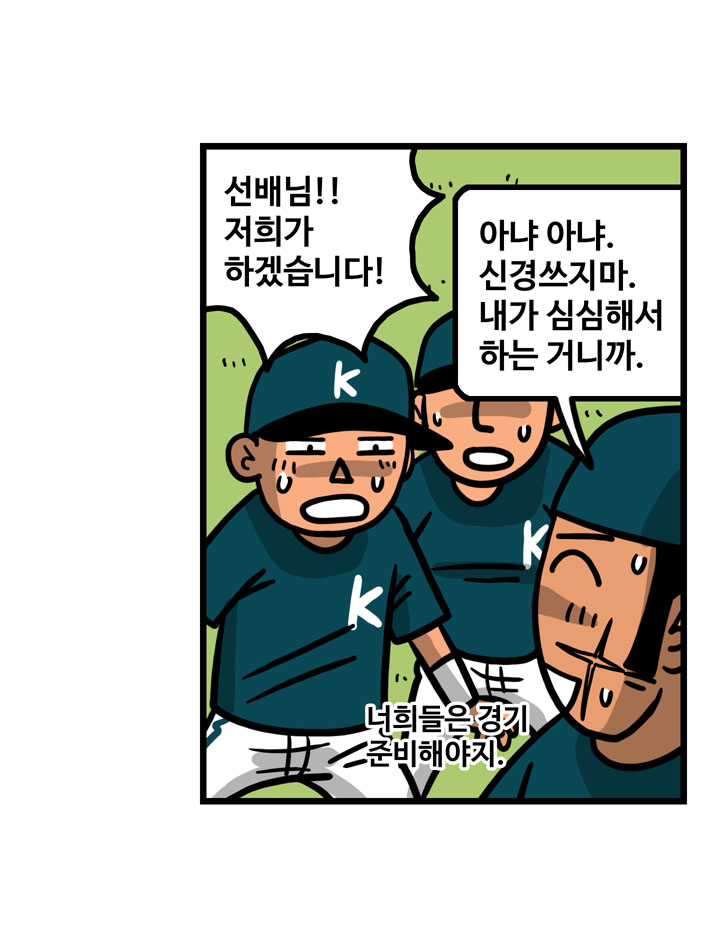 선배님!!
저희가
하겠습니다!
아냐 아냐.
신경쓰지마.
내가 심심해서
하는 거니까.
K
K
K
너희들은 경기
준비해야지.